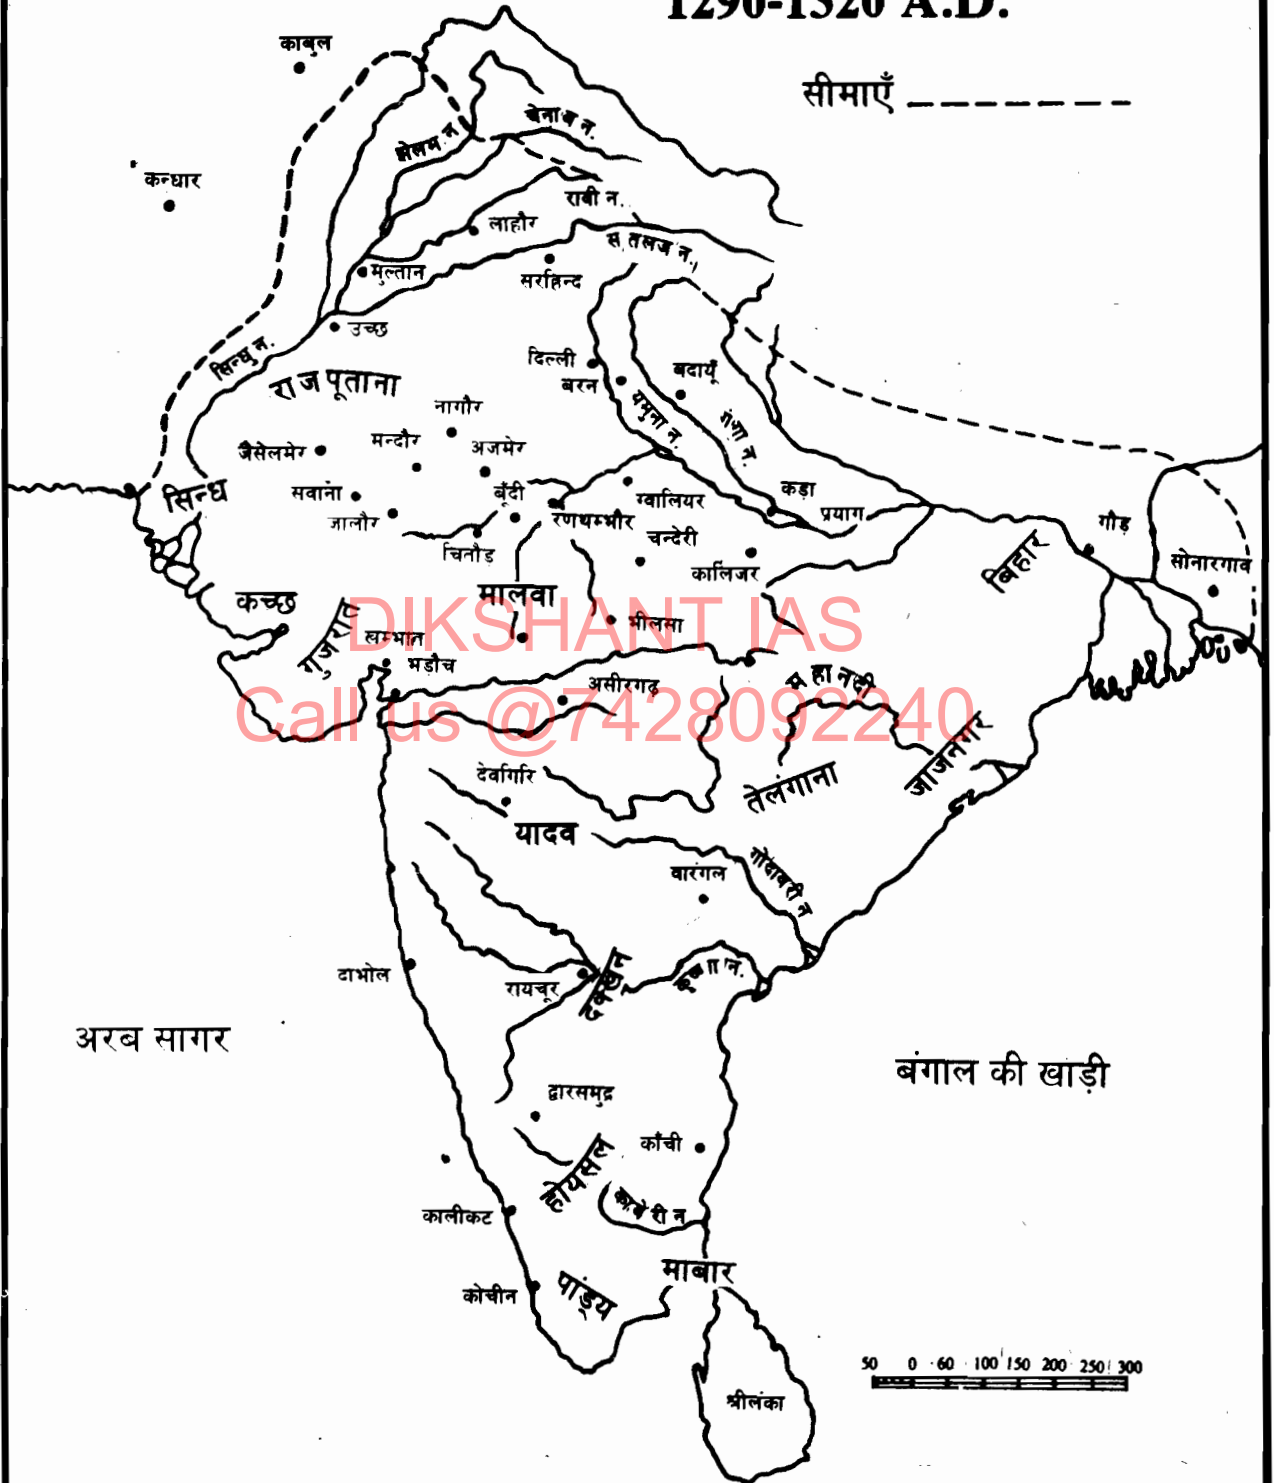 1290-1320 A.D.
काबुल
सीमाएँ
चेनाब न.
झेलम न
कन्धार
रावी न.
लाहौर
सतलज न.
मुल्तान
सरहिन्द
उच्छ
सिन्धु न.
दिल्ली
बदायूँ
राजपूताना
बरन
नागौर
यमुना न.
गंगा न.
मन्दौर
अजमेर
जैसेलमेर
सिन्ध
सवाना
बूँदी
ग्वालियर
कड़ा
जालौर
रणथम्भौर
प्रयाग
गौड़
चन्देरी
चितौड़
सोनारगाव
कालिंजर
बिहार
मालवा
कच्छ
DIKSHANT IAS
गुजरात
भीलसा
खम्भात
भड़ौच
महानदी
असीरगढ़
Call us @7428092240
जाजनगर
देवगिरि
तेलंगाना
यादव
गोदावरी न
वारंगल
दाभोल
रायचूर
दक्खन
कृष्णा न.
अरब सागर
बंगाल की खाड़ी
द्वारसमुद्र
काँची
होयसल
कालीकट
कावेरी न
माबार
कोचीन
पांड्य
50 0 60 100 150 200 250 300
श्रीलंका